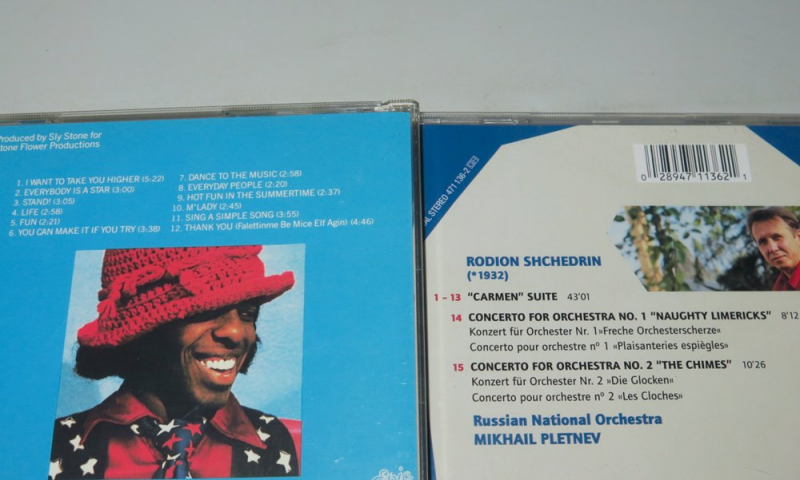 Produced by Sly Stone for
Stone Flower Productions
1. I WANT TO TAKE YOU HIGHER (5:22)
2. EVERYBODY IS A STAR (3:00)
3. STAND! (3:05)
4. LIFE (2:58)
5. FUN (2:21)
6. YOU CAN MAKE IT IF YOU TRY (3:38)
7. DANCE TO THE MUSIC (2:58)
8. EVERYDAY PEOPLE (2:20)
9. HOT FUN IN THE SUMMERTIME (2:37)
10. M'LADY (2:45)
11. SING A SIMPLE SONG (3:55)
12. THANK YOU (Falettinme Be Mice Elf Agin) (4:46)
Epic
STEREO 471 136-2
0 28947 11362 1
RODION SHCHEDRIN
(*1932)
1 - 13 "CARMEN" SUITE 43'01
14 CONCERTO FOR ORCHESTRA NO. 1 "NAUGHTY LIMERICKS" 8'12
Konzert für Orchester Nr. 1 »Freche Orchesterscherze«
Concerto pour orchestre nº 1 «Plaisanteries espiègles»
15 CONCERTO FOR ORCHESTRA NO. 2 "THE CHIMES" 10'26
Konzert für Orchester Nr. 2 »Die Glocken«
Concerto pour orchestre nº 2 «Les Cloches»
Russian National Orchestra
MIKHAIL PLETNEV